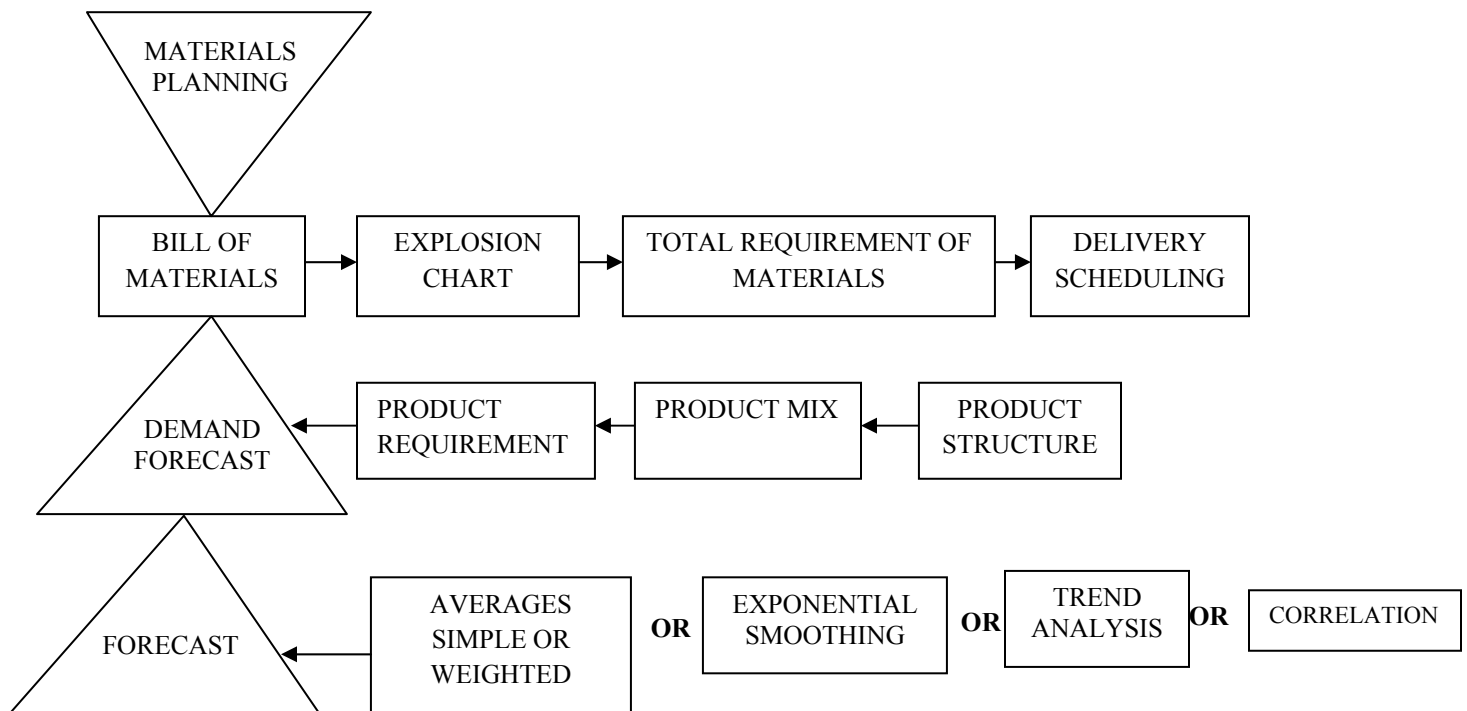 MATERIALS
PLANNING
BILL OF
MATERIALS
EXPLOSION
CHART
TOTAL REQUIREMENT OF
MATERIALS
DELIVERY
SCHEDULING
DEMAND
FORECAST
PRODUCT
REQUIREMENT
PRODUCT MIX
PRODUCT
STRUCTURE
FORECAST
AVERAGES
SIMPLE OR
WEIGHTED
OR
EXPONENTIAL
SMOOTHING
OR
TREND
ANALYSIS
OR
CORRELATION